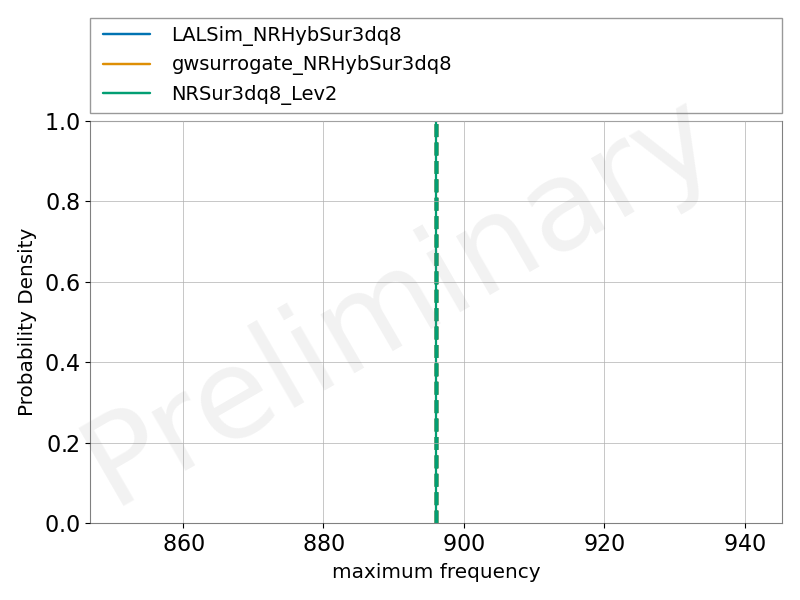 LALSim_NRHybSur3dq8
gwsurrogate_NRHybSur3dq8
NRSur3dq8_Lev2
1.0
0.8
0.6
0.4
0.2
0.0
Probability Density
Preliminary
860 880 900 920 940
maximum frequency